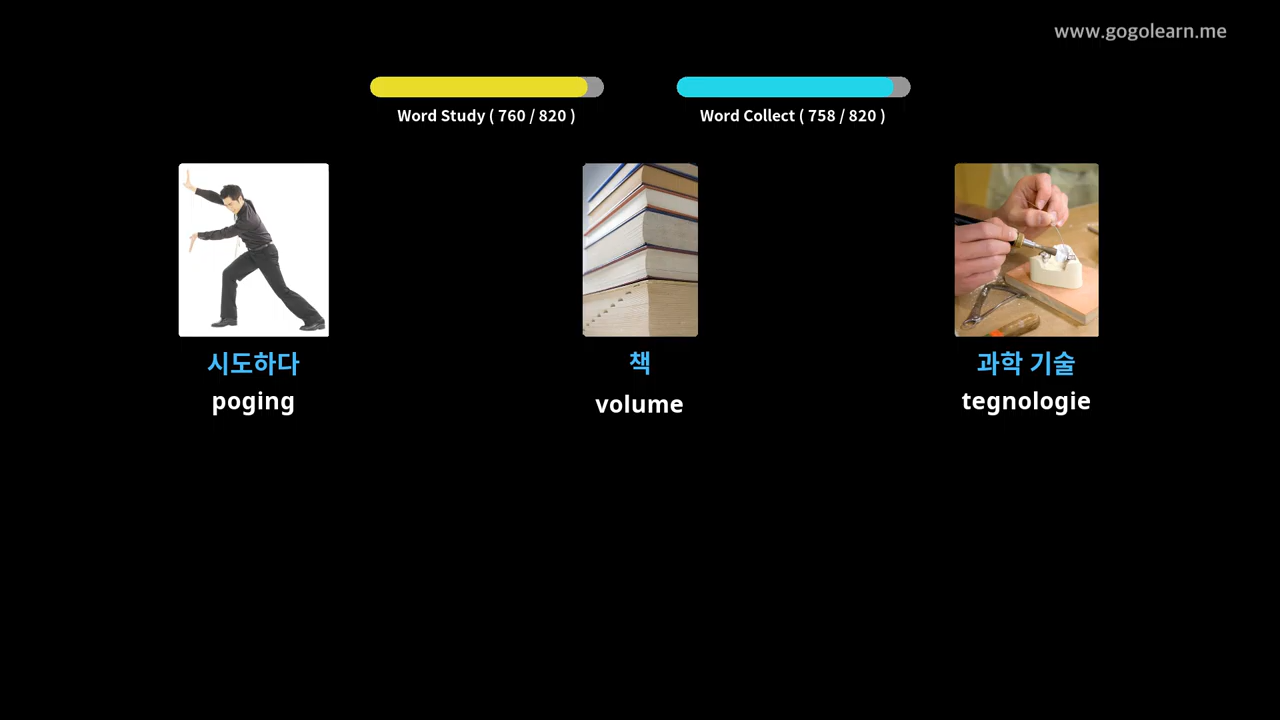 www.gogolearn.me
Word Study ( 760 / 820 )
Word Collect ( 758 / 820 )
시도하다
책
과학 기술
poging
volume
tegnologie